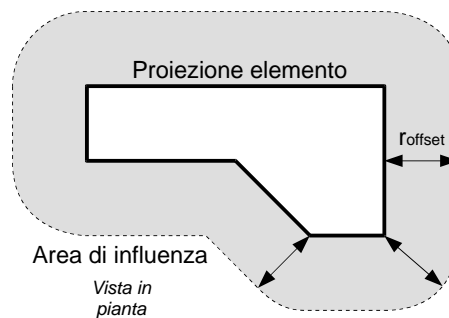 Proiezione elemento
roffset
Area di influenza
Vista in
pianta